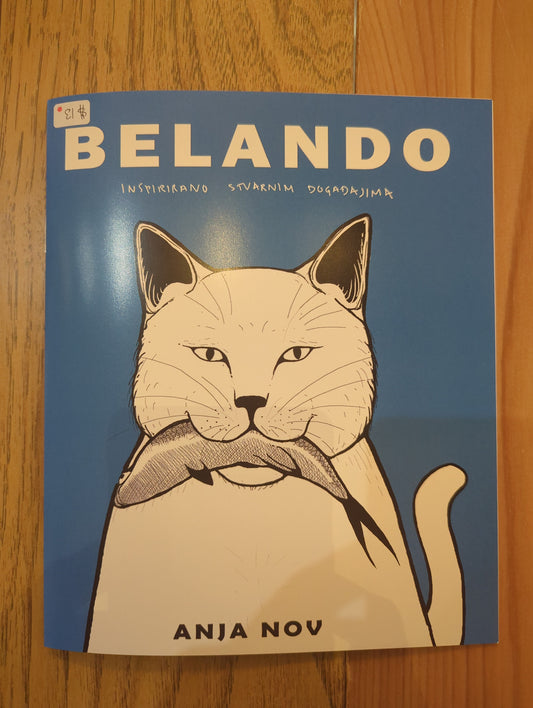 BELANDO
INSPIRIRANO STVARNIM DOGAĐAJIMA
ANJA NOV